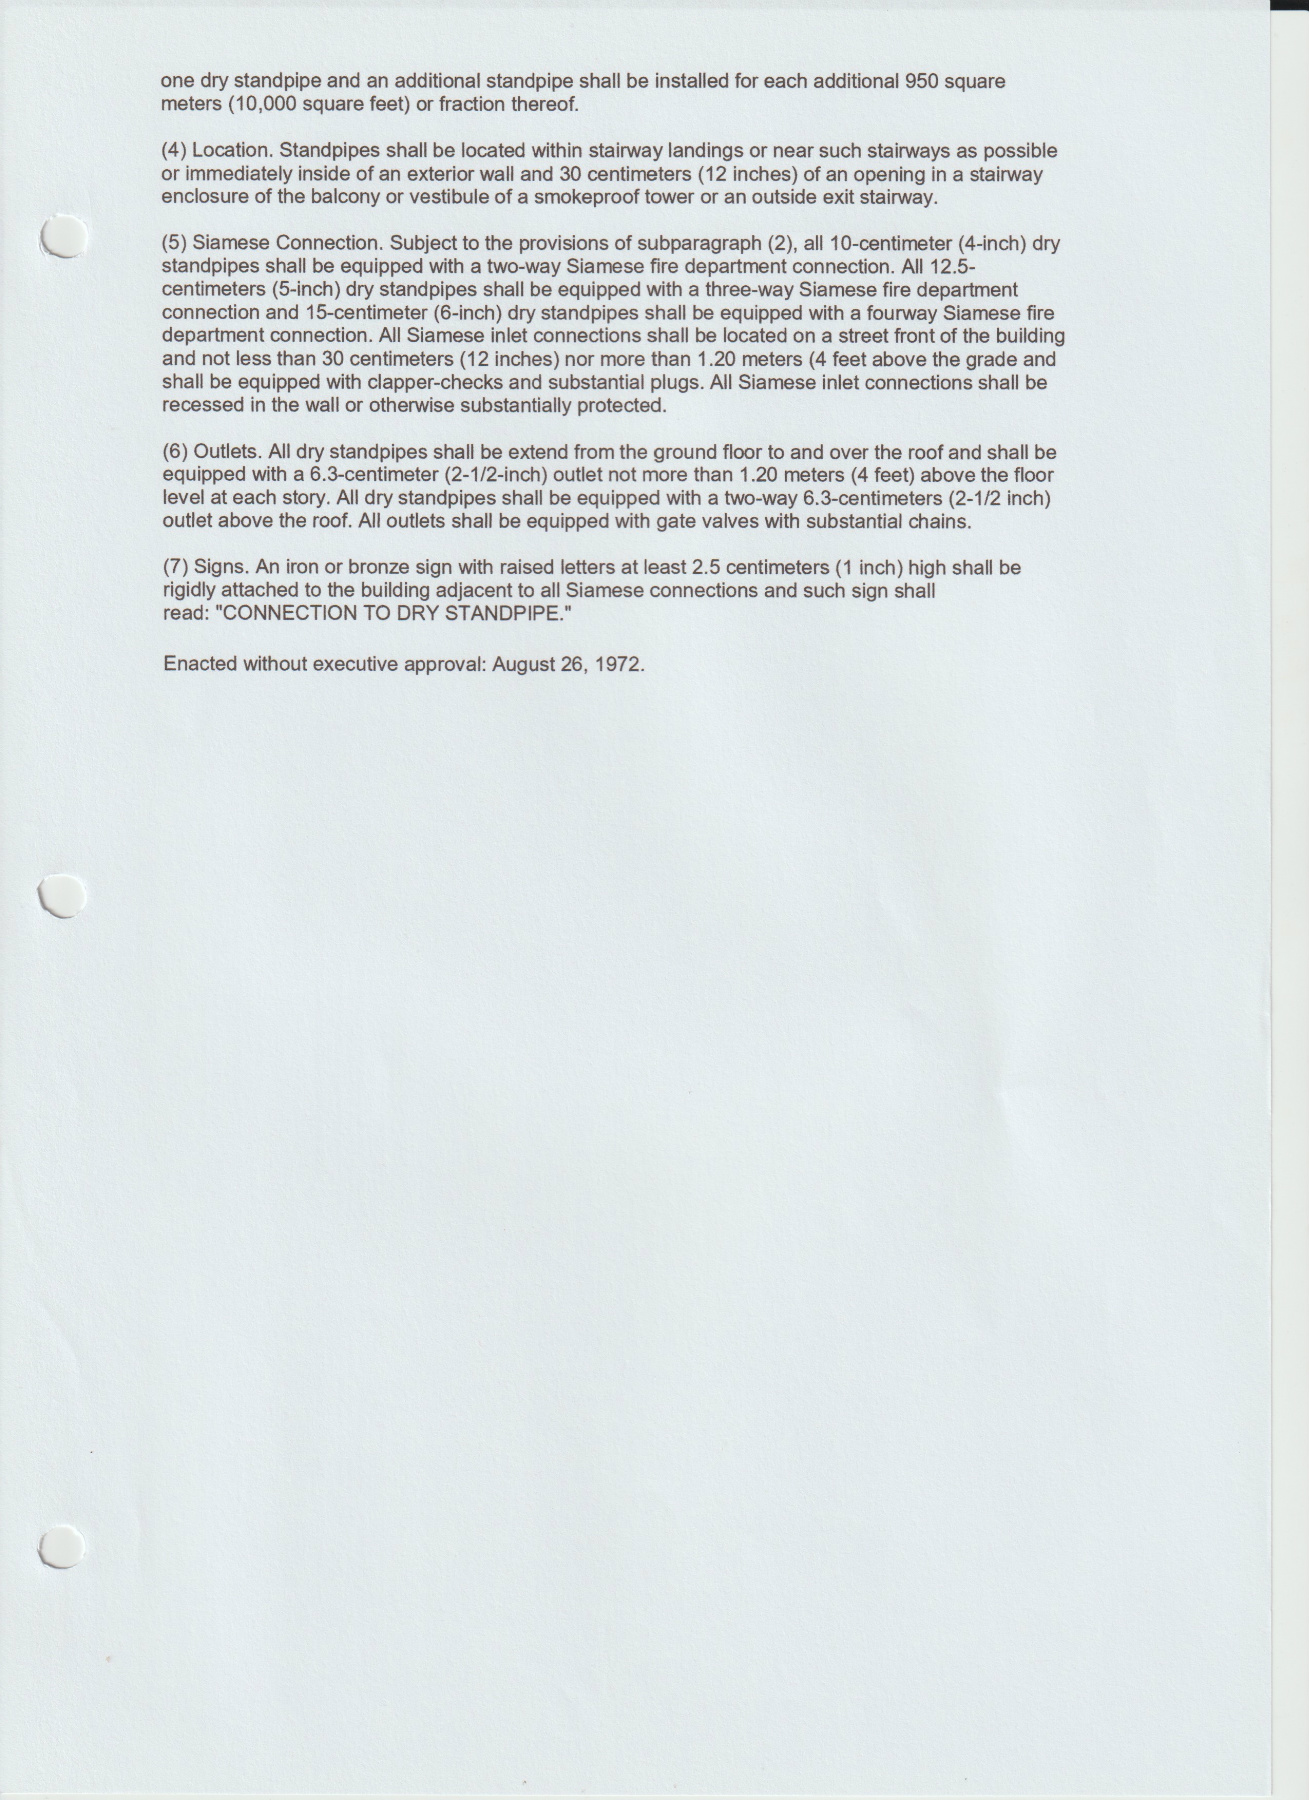 one dry standpipe and an additional standpipe shall be installed for each additional 950 square
meters (10,000 square feet) or fraction thereof.
(4) Location. Standpipes shall be located within stairway landings or near such stairways as possible
or immediately inside of an exterior wall and 30 centimeters (12 inches) of an opening in a stairway
enclosure of the balcony or vestibule of a smokeproof tower or an outside exit stairway.
(5) Siamese Connection. Subject to the provisions of subparagraph (2), all 10-centimeter (4-inch) dry
standpipes shall be equipped with a two-way Siamese fire department connection. All 12.5-
centimeters (5-inch) dry standpipes shall be equipped with a three-way Siamese fire department
connection and 15-centimeter (6-inch) dry standpipes shall be equipped with a fourway Siamese fire
department connection. All Siamese inlet connections shall be located on a street front of the building
and not less than 30 centimeters (12 inches) nor more than 1.20 meters (4 feet above the grade and
shall be equipped with clapper-checks and substantial plugs. All Siamese inlet connections shall be
recessed in the wall or otherwise substantially protected.
(6) Outlets. All dry standpipes shall be extend from the ground floor to and over the roof and shall be
equipped with a 6.3-centimeter (2-1/2-inch) outlet not more than 1.20 meters (4 feet) above the floor
level at each story. All dry standpipes shall be equipped with a two-way 6.3-centimeters (2-1/2 inch)
outlet above the roof. All outlets shall be equipped with gate valves with substantial chains.
(7) Signs. An iron or bronze sign with raised letters at least 2.5 centimeters (1 inch) high shall be
rigidly attached to the building adjacent to all Siamese connections and such sign shall
read: "CONNECTION TO DRY STANDPIPE."
Enacted without executive approval: August 26, 1972.